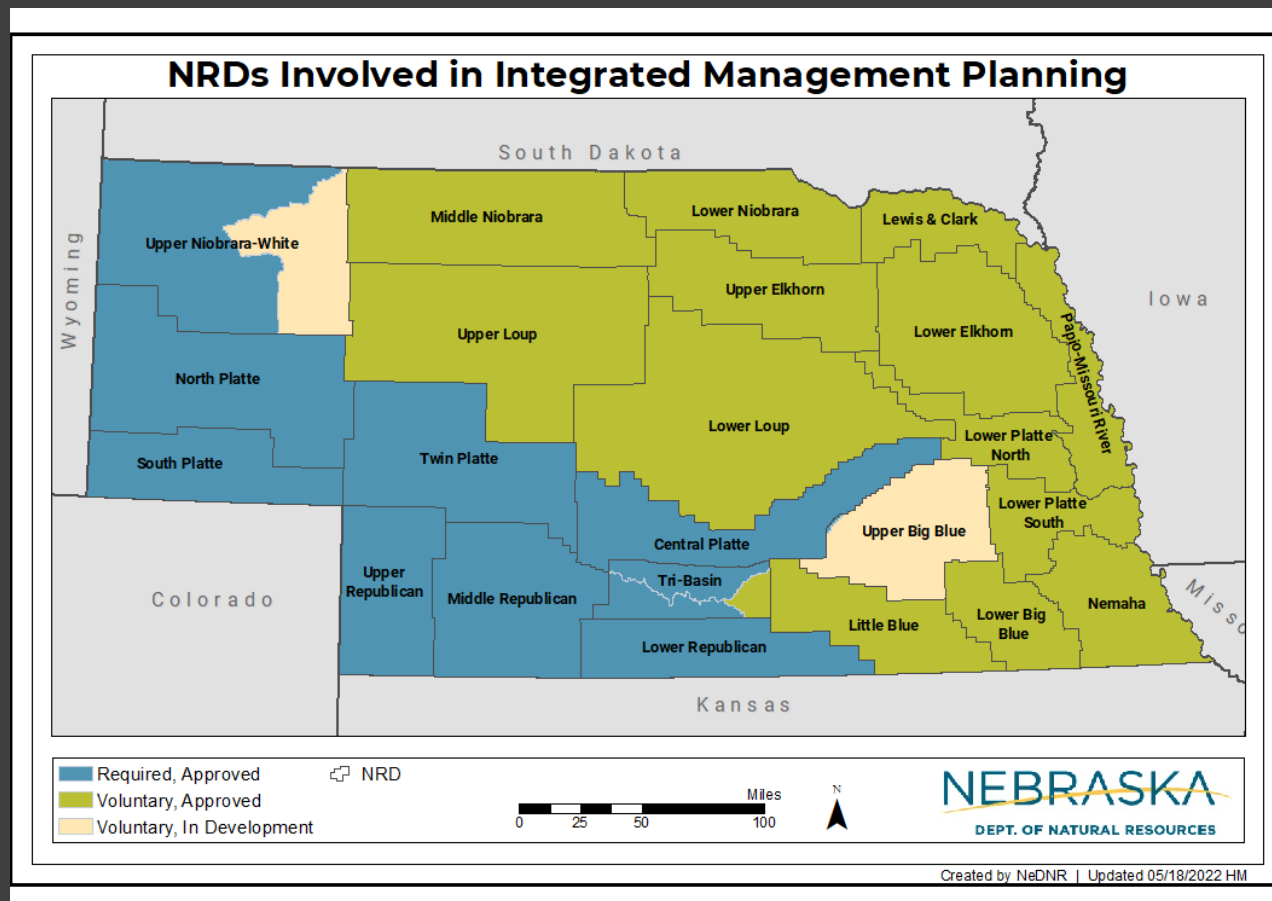 NRDs Involved in Integrated Management Planning
South Dakota
Wyoming
Iowa
Colorado
Kansas
Misso
Middle Niobrara
Lower Niobrara
Lewis & Clark
Upper Niobrara-White
Upper Elkhorn
Lower Elkhorn
Papio-Missouri River
Upper Loup
North Platte
Lower Loup
Lower Platte
North
South Platte
Twin Platte
Lower Platte
South
Upper Big Blue
Central Platte
Upper
Republican
Middle Republican
Tri-Basin
Little Blue
Lower Big
Blue
Nemaha
Lower Republican
Required, Approved
NRD
Voluntary, Approved
Voluntary, In Development
Miles
0 25 50 100
N
NEBRASKA
DEPT. OF NATURAL RESOURCES
Created by NeDNR | Updated 05/18/2022 HM